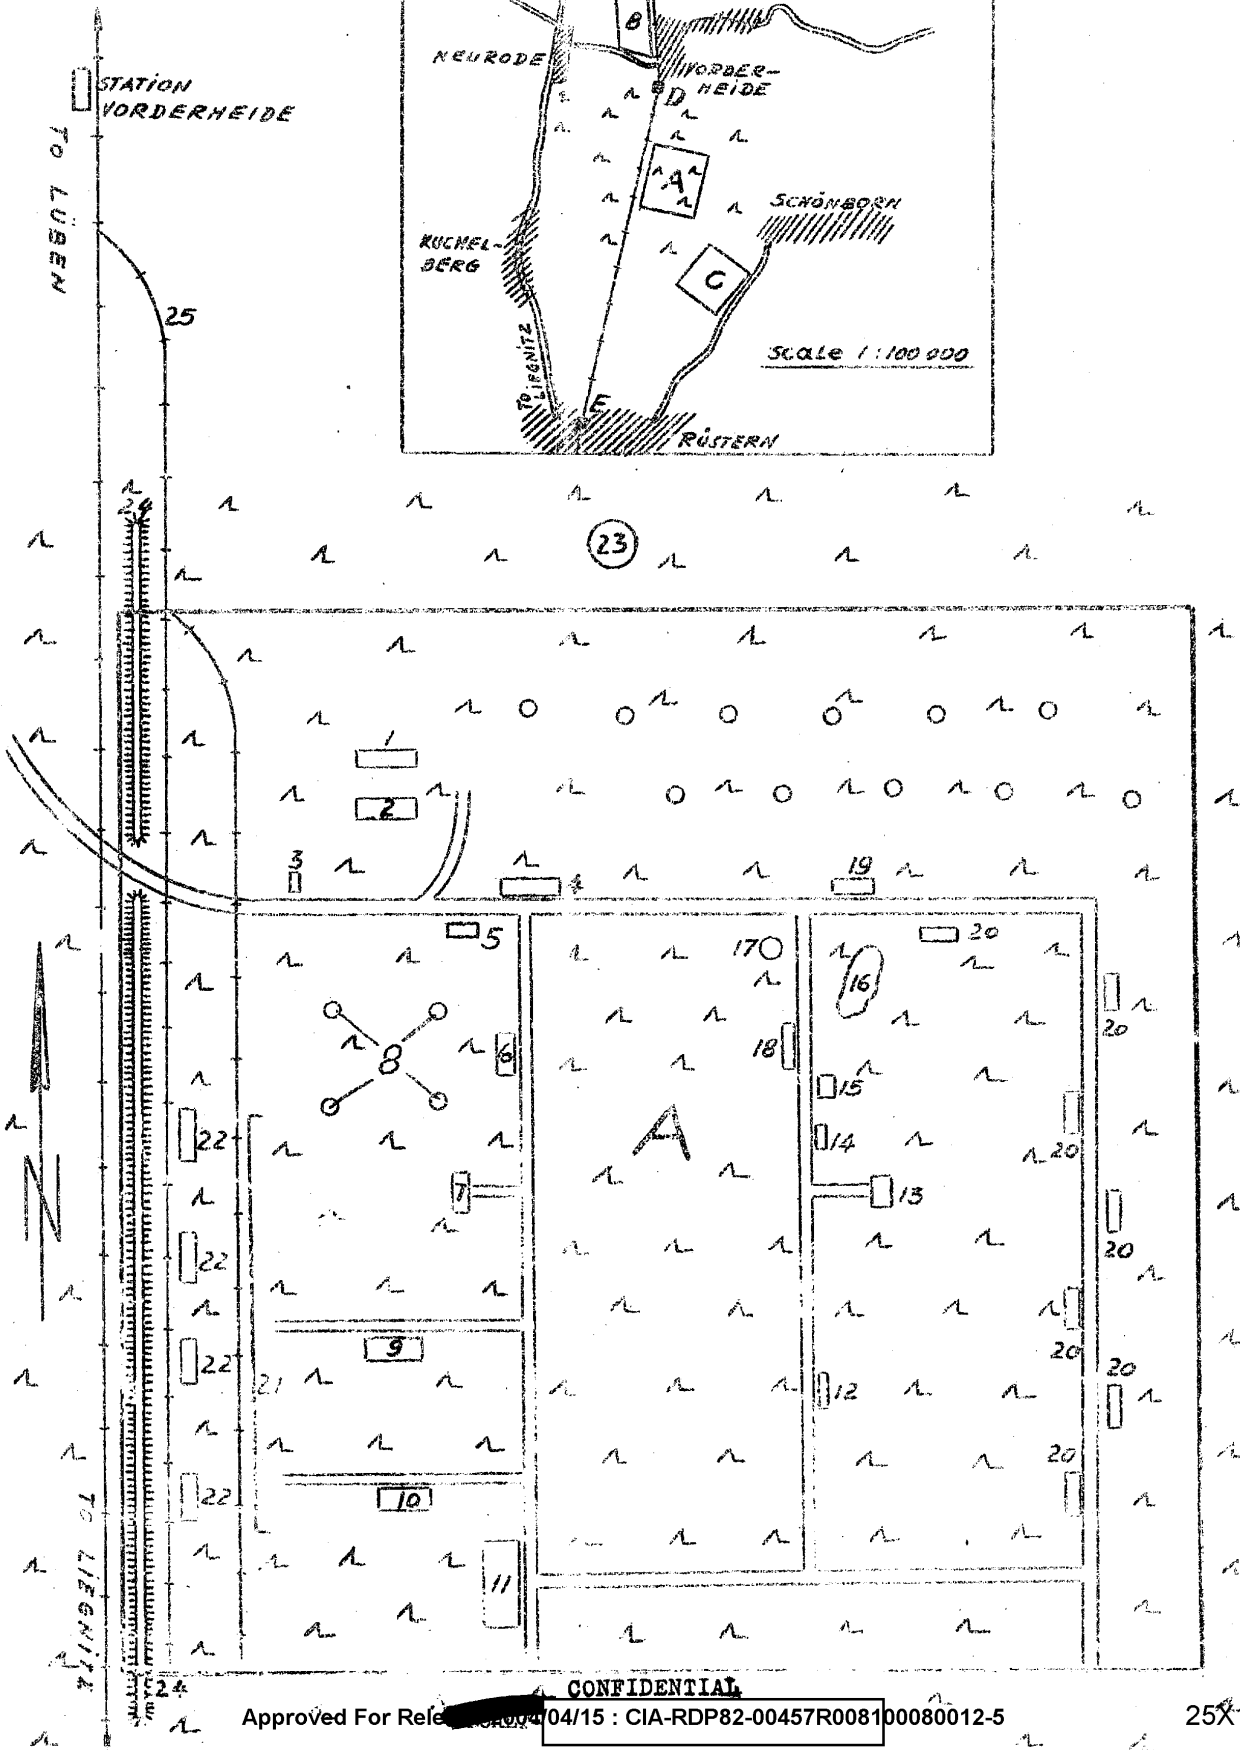 B
NEURODE
VORDER-
HEIDE
D
STATION
VORDERHEIDE
TO LÜBEN
A
SCHÖNBORN
KUCHEL-
BERG
C
25
TO
LIEGNITZ
Scale 1:100 000
E
RÜSTERN
24
23
1
2
3
19
5
20
17
16
20
8
6
18
15
22
A
14
20
7
13
22
20
9
20
22
21
12
20
20
22
10
11
TO LIEGNITZ
N
24
CONFIDENTIAL
Approved For Rele 04/15 : CIA-RDP82-00457R008100080012-5
25X